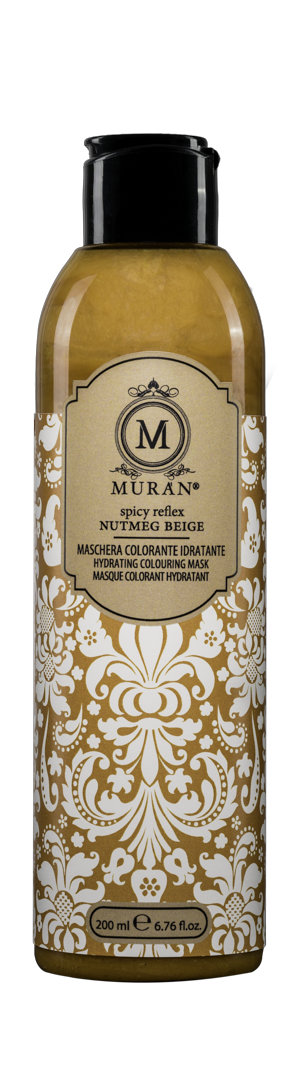 M
MURÁN®
spicy reflex
NUTMEG BEIGE
MASCHERA COLORANTE IDRATANTE
HYDRATING COLOURING MASK
MASQUE COLORANT HYDRATANT
200 ml ℮ 6.76 fl.oz.